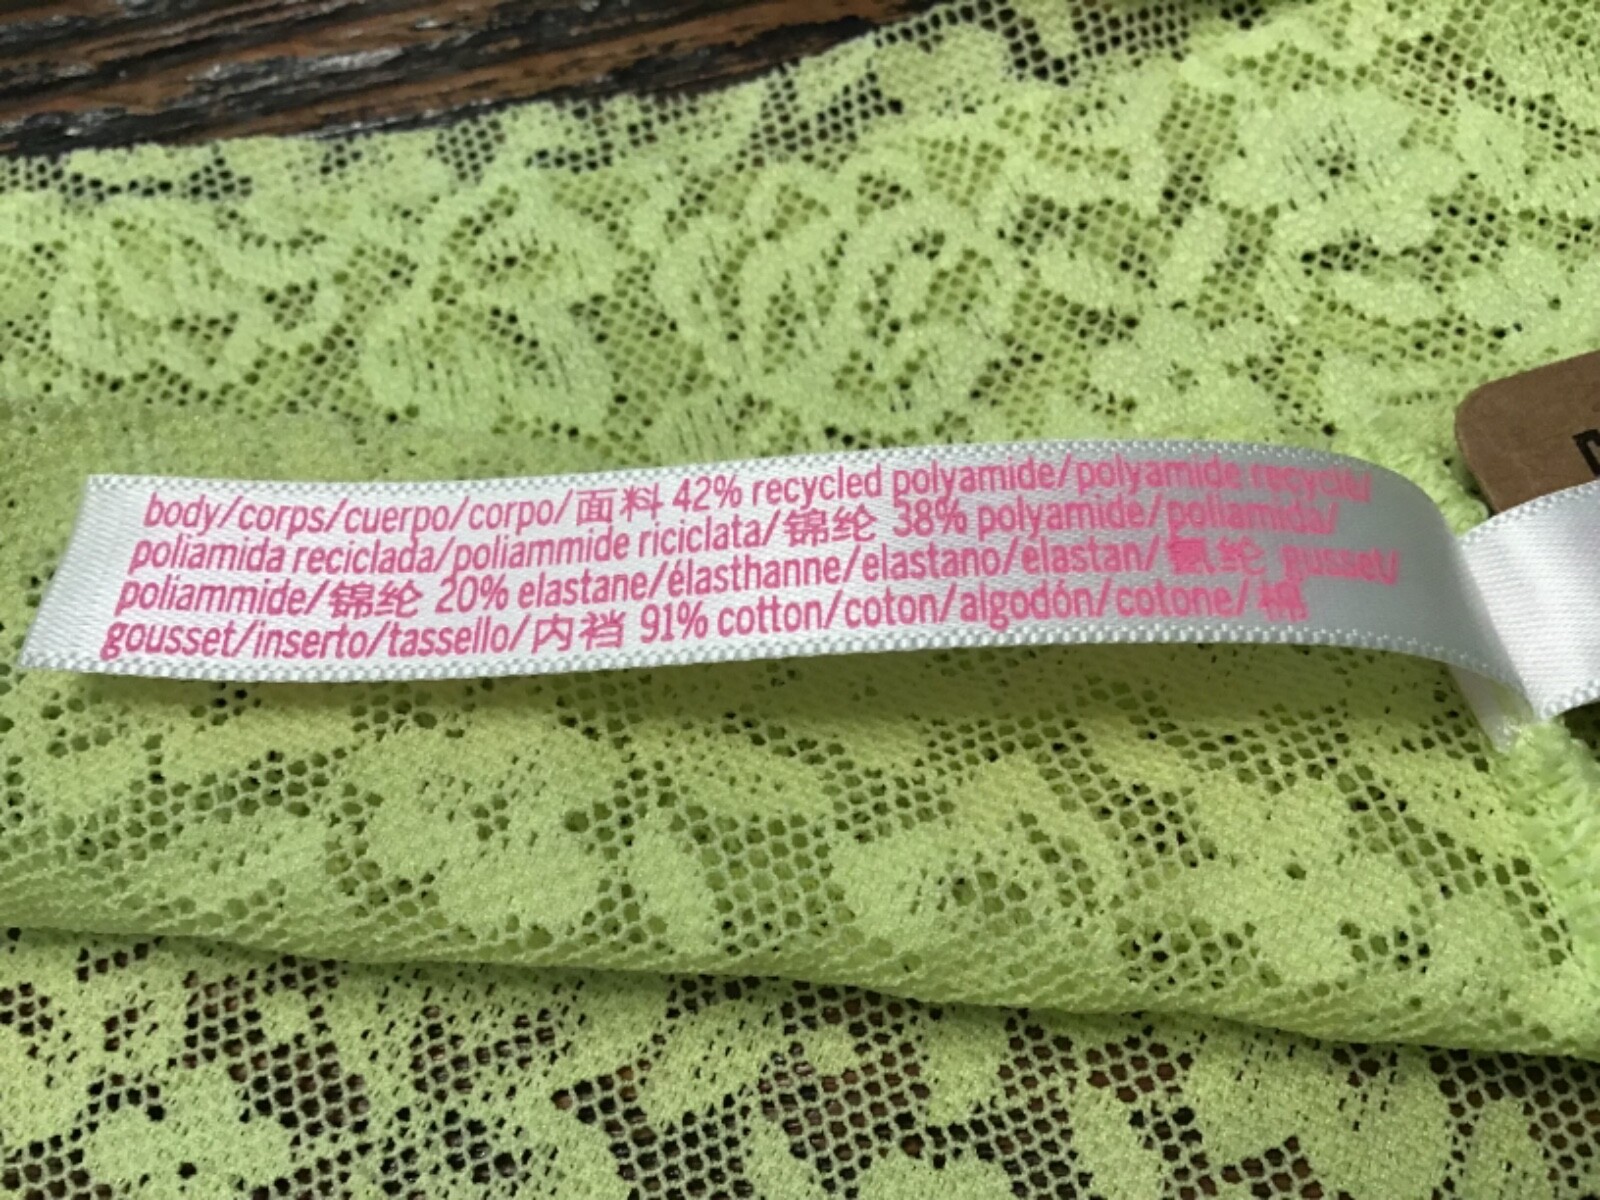 body/corps/cuerpo/corpo/面料 42% recycled polyamide/polyamide recyclé/
poliamida reciclada/poliammide riciclata/锦纶 38% polyamide/poliamida/
poliammide/锦纶 20% elastane/élasthanne/elastano/elastan/氨纶 gusset/
gousset/inserto/tassello/内裆 91% cotton/coton/algodón/cotone/棉